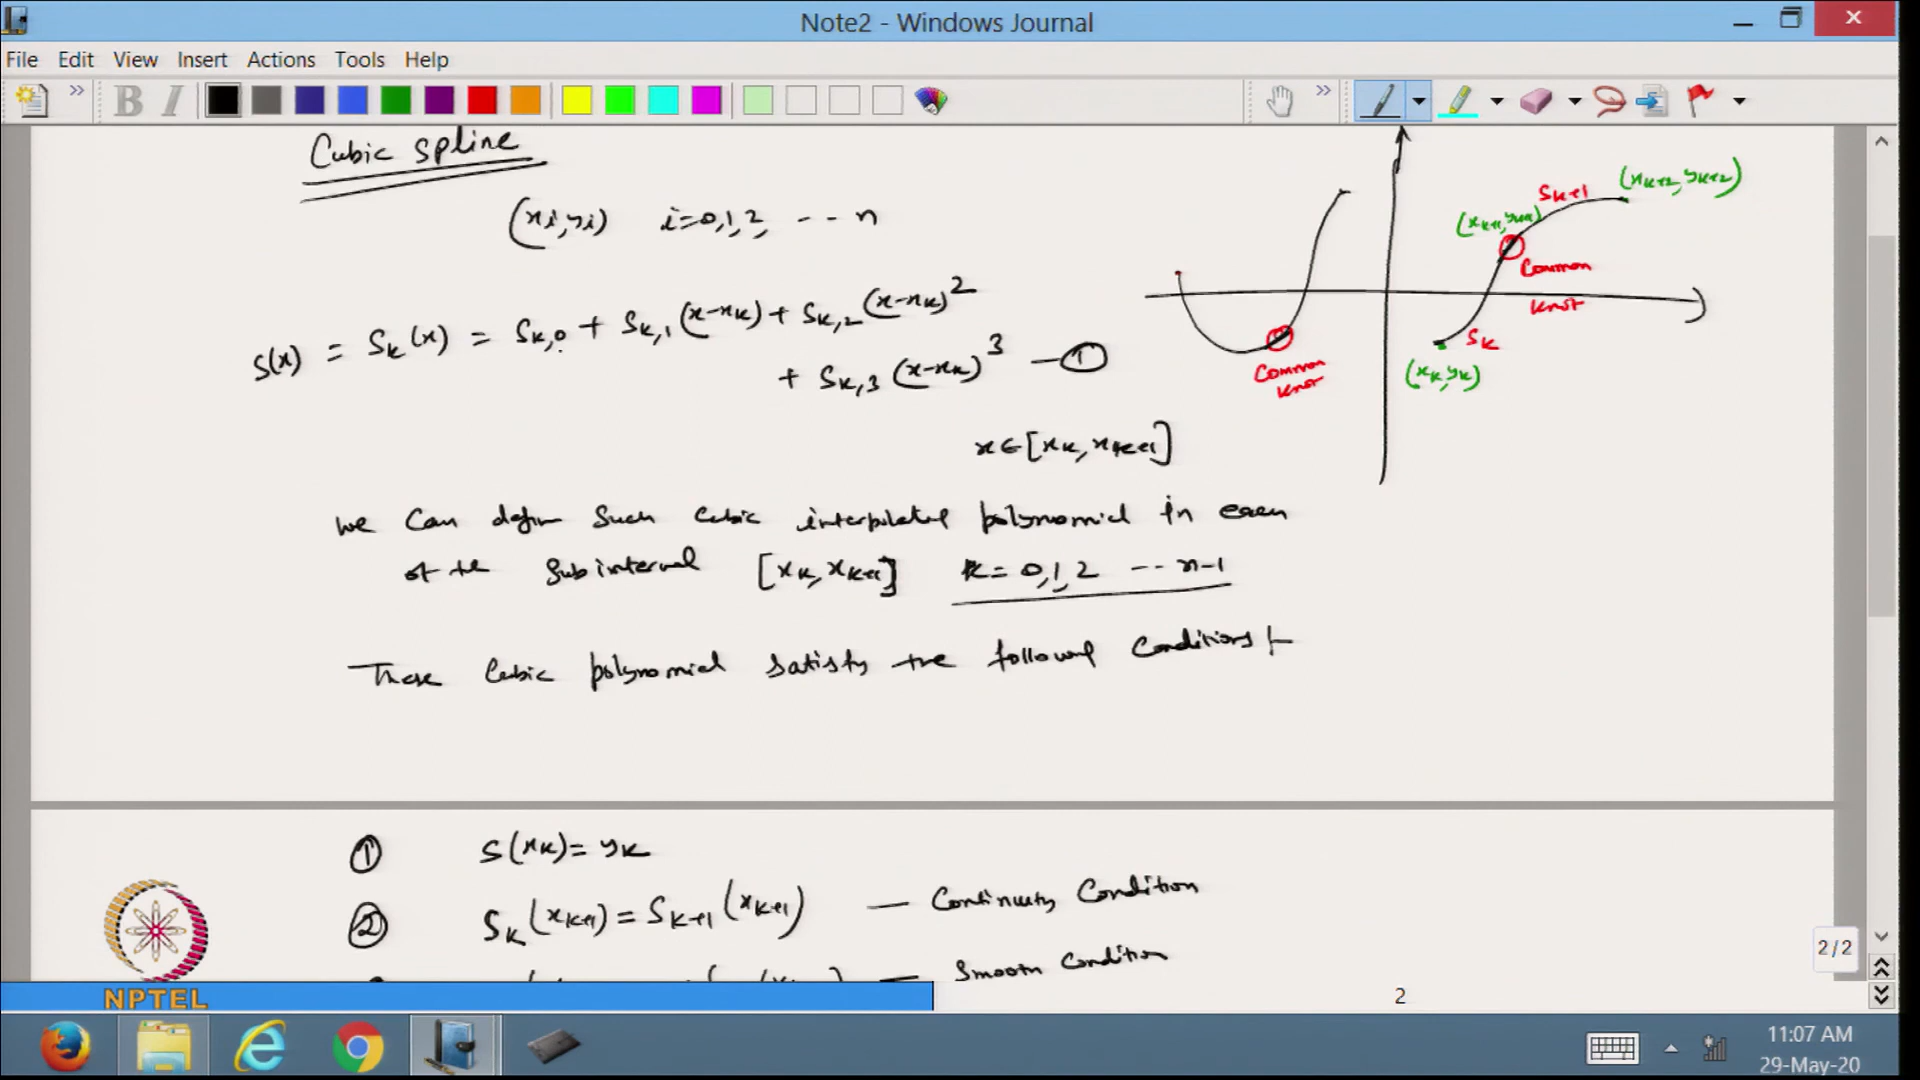 Note2 - Windows Journal
File Edit View Insert Actions Tools Help
B I
Cubic spline
(xi,yi) i=0,1,2, -- n
S(x) = Sk(x) = Sk,0 + Sk,1 (x-xk) + Sk,2 (x-xk)^2
+ Sk,3 (x-xk)^3 — ①
x∈[xk, xk+1]
Sk+1 (xk+2, yk+2)
(xk+1, yk+1)
Common
knot
Sk
(xk, yk)
Common
knot
We can define such cubic interpolating polynomial in each
of the subinterval [xk, xk+1] k = 0,1,2 -- n-1
These cubic polynomial satisfy the following conditions :-
① S(xk) = yk
② Sk(xk+1) = Sk+1(xk+1) — Continuity Condition
— Smooth Condition
2/2
NPTEL
2
11:07 AM
29-May-20